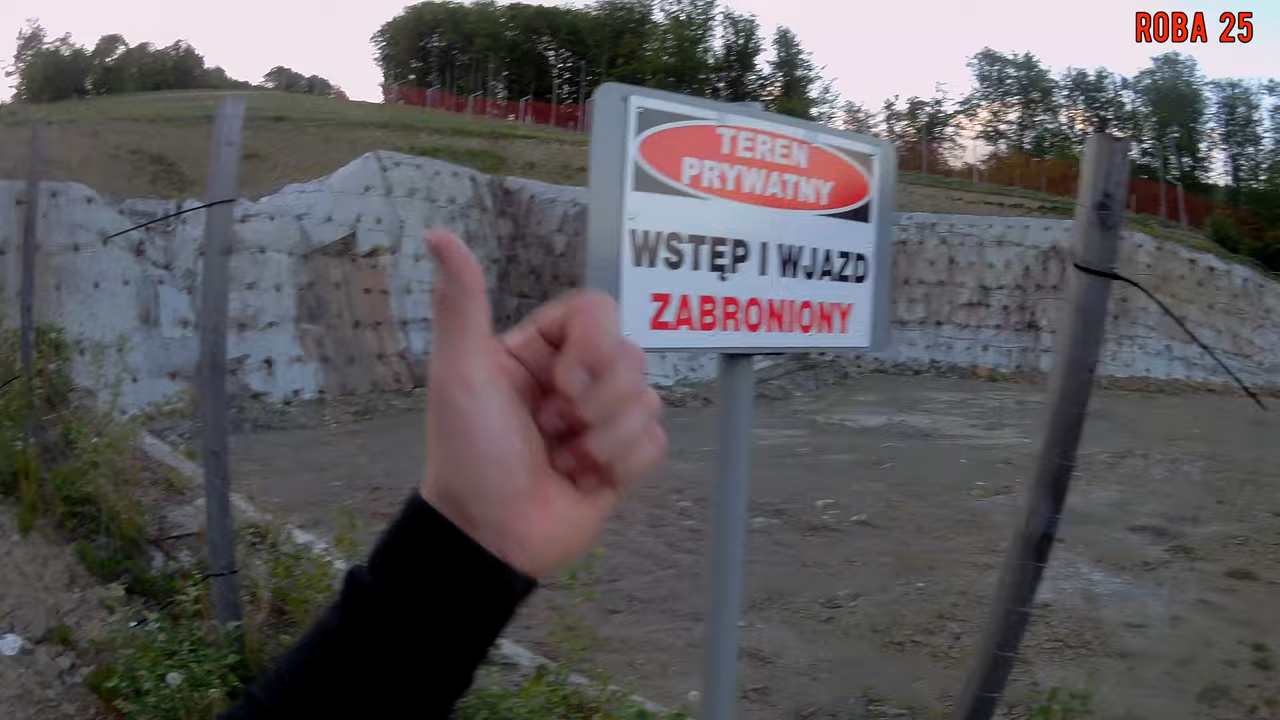 ROBA 25
TEREN
PRYWATNY
WSTĘP I WJAZD
ZABRONIONY